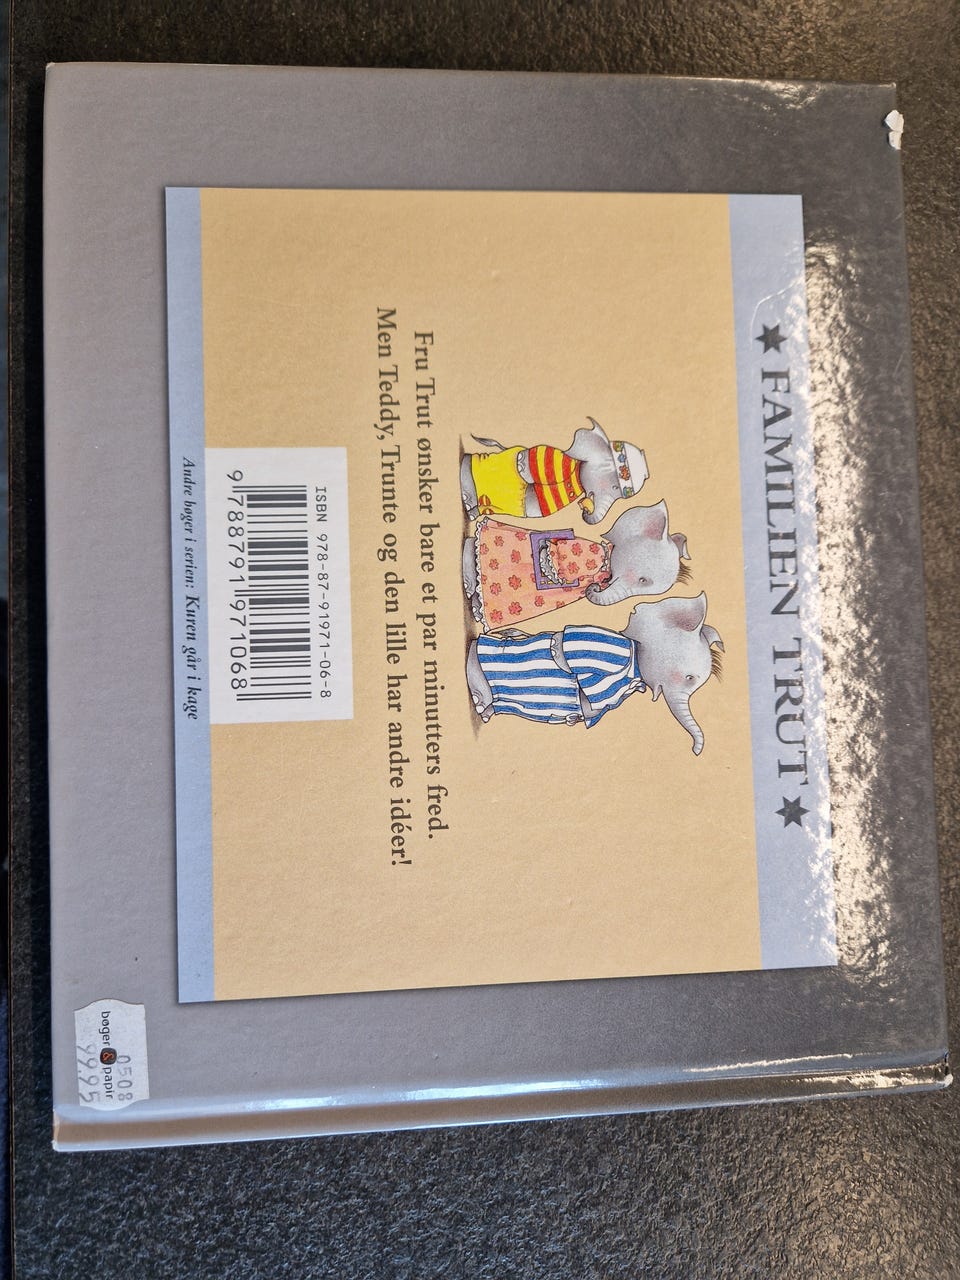 ★ FAMILIEN TRUT ★
Fru Trut ønsker bare et par minutters fred.
Men Teddy, Trunte og den lille har andre idéer!
ISBN 978-87-91971-06-8
9 788791 971068
Andre bøger i serien: Kuren går i kage
0508
bøger & papir
99.95